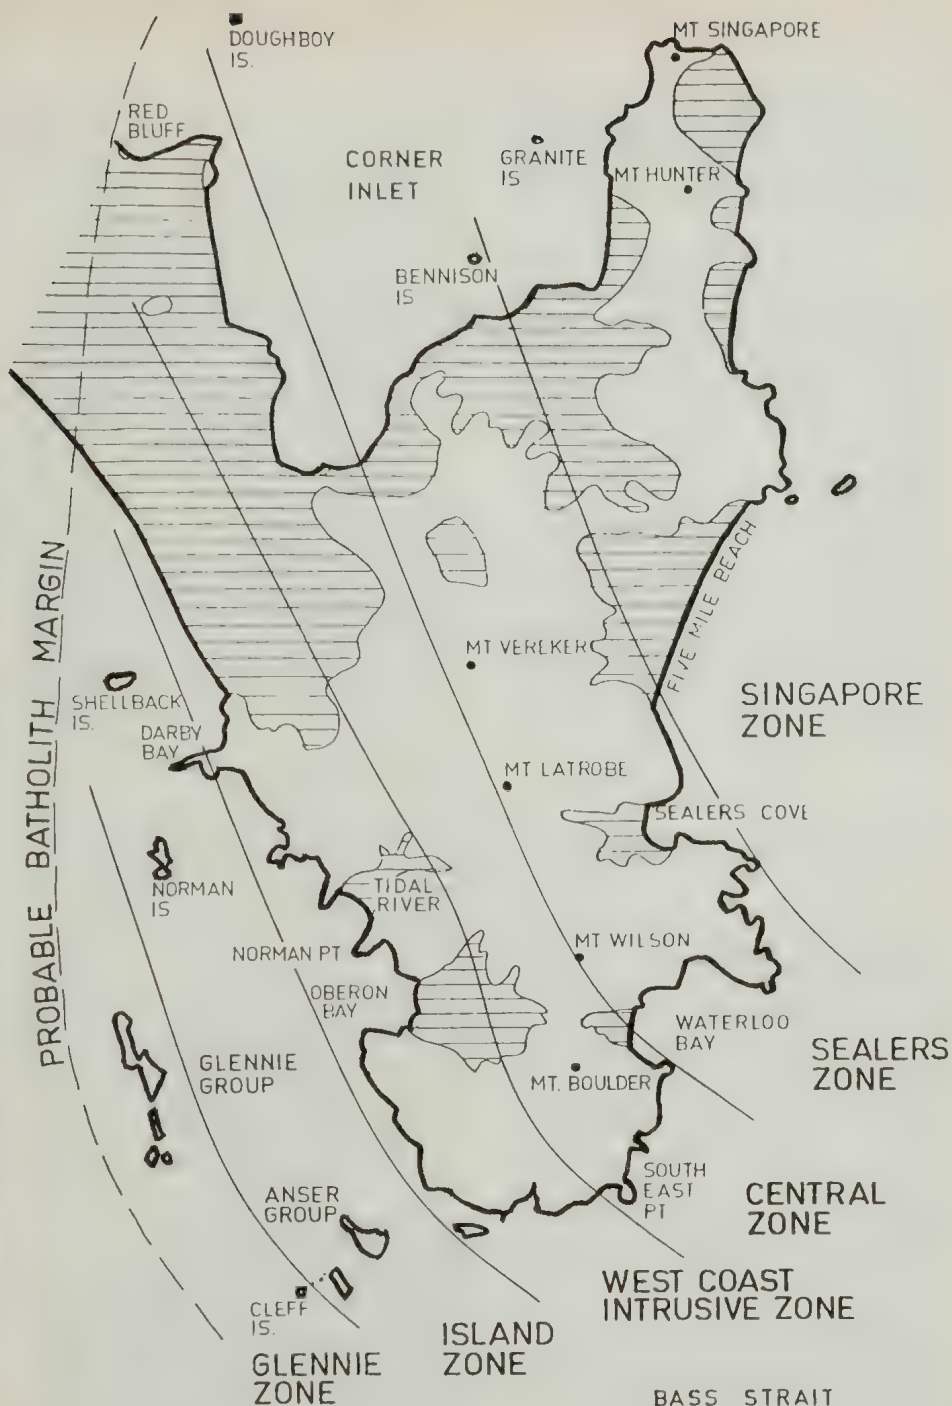 MT SINGAPORE
DOUGHBOY
IS.
RED
BLUFF
CORNER
INLET
GRANITE
IS
MT HUNTER
BENNISON
IS
PROBABLE BATHOLITH MARGIN
FIVE MILE BEACH
MT VEREKER
SHELLBACK
IS.
DARBY
BAY
SINGAPORE
ZONE
MT LATROBE
SEALERS COVE
NORMAN
IS
TIDAL
RIVER
NORMAN PT
MT WILSON
OBERON
BAY
WATERLOO
BAY
SEALERS
ZONE
GLENNIE
GROUP
MT. BOULDER
SOUTH
EAST
PT
ANSER
GROUP
CENTRAL
ZONE
WEST COAST
INTRUSIVE ZONE
CLEFF
IS.
ISLAND
ZONE
GLENNIE
ZONE
BASS STRAIT